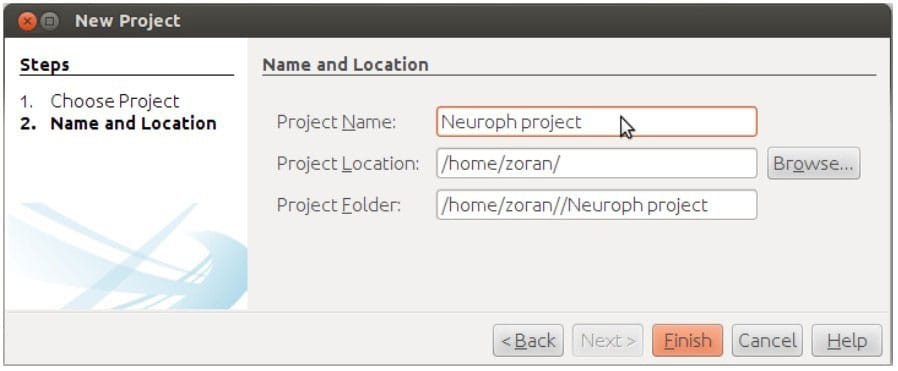 New Project
Steps
1. Choose Project
2. Name and Location
Name and Location
Project Name: Neuroph project
Project Location: /home/zoran/ Browse...
Project Folder: /home/zoran//Neuroph project
< Back Next > Finish Cancel Help